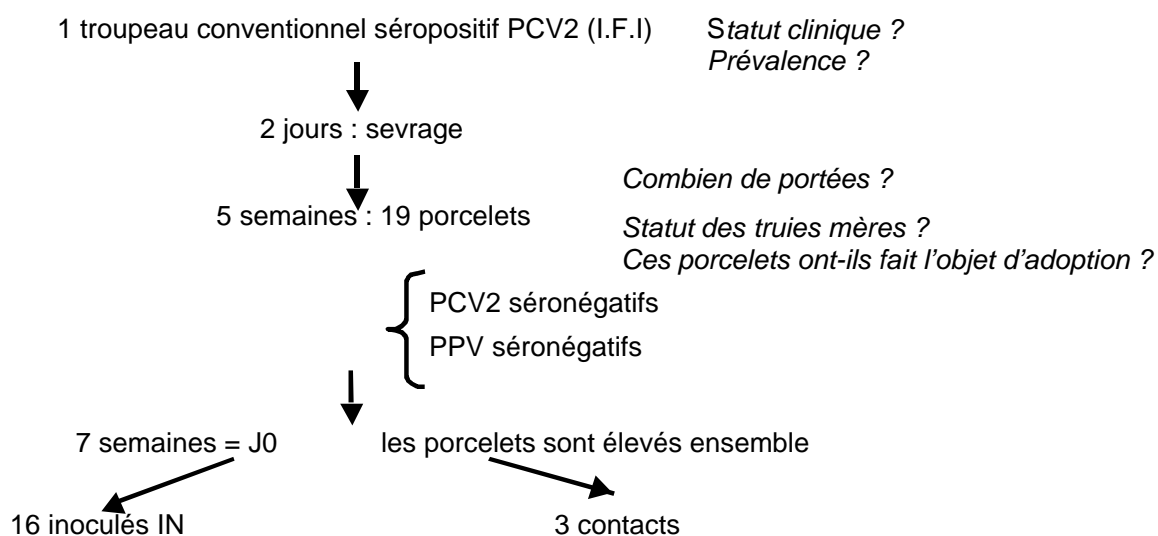 1 troupeau conventionnel séropositif PCV2 (I.F.I) Statut clinique ?
Prévalence ?
2 jours : sevrage
Combien de portées ?
5 semaines : 19 porcelets
Statut des truies mères ?
Ces porcelets ont-ils fait l'objet d'adoption ?
PCV2 séronégatifs
PPV séronégatifs
7 semaines = J0 les porcelets sont élevés ensemble
16 inoculés IN 3 contacts